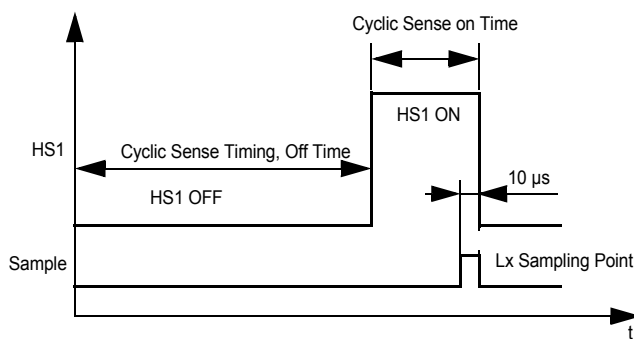 Cyclic Sense on Time
HS1 ON
HS1
Cyclic Sense Timing, Off Time
10 µs
HS1 OFF
Sample
Lx Sampling Point
t